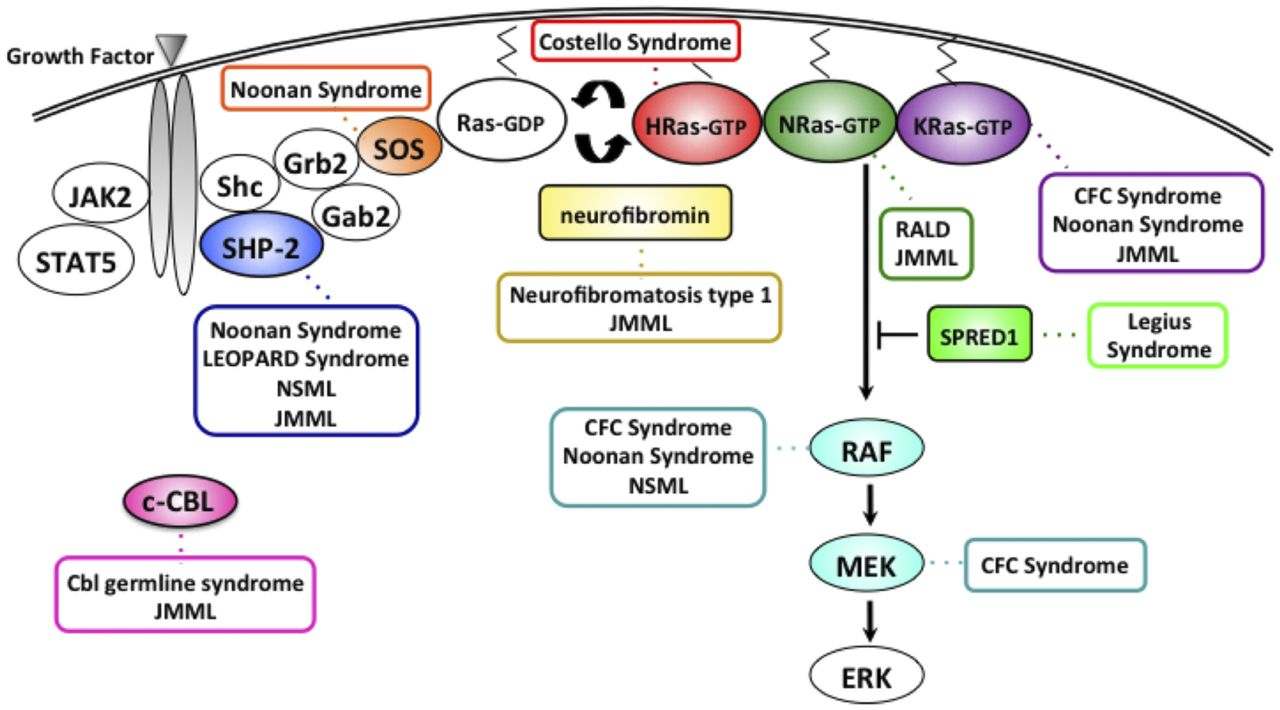 Growth Factor
Costello Syndrome
Noonan Syndrome
Ras-GDP
HRas-GTP
NRas-GTP
KRas-GTP
SOS
Grb2
Shc
Gab2
JAK2
STAT5
SHP-2
neurofibromin
CFC Syndrome
Noonan Syndrome
JMML
RALD
JMML
Neurofibromatosis type 1
JMML
Noonan Syndrome
LEOPARD Syndrome
NSML
JMML
SPRED1
Legius
Syndrome
CFC Syndrome
Noonan Syndrome
NSML
RAF
c-CBL
Cbl germline syndrome
JMML
MEK
CFC Syndrome
ERK